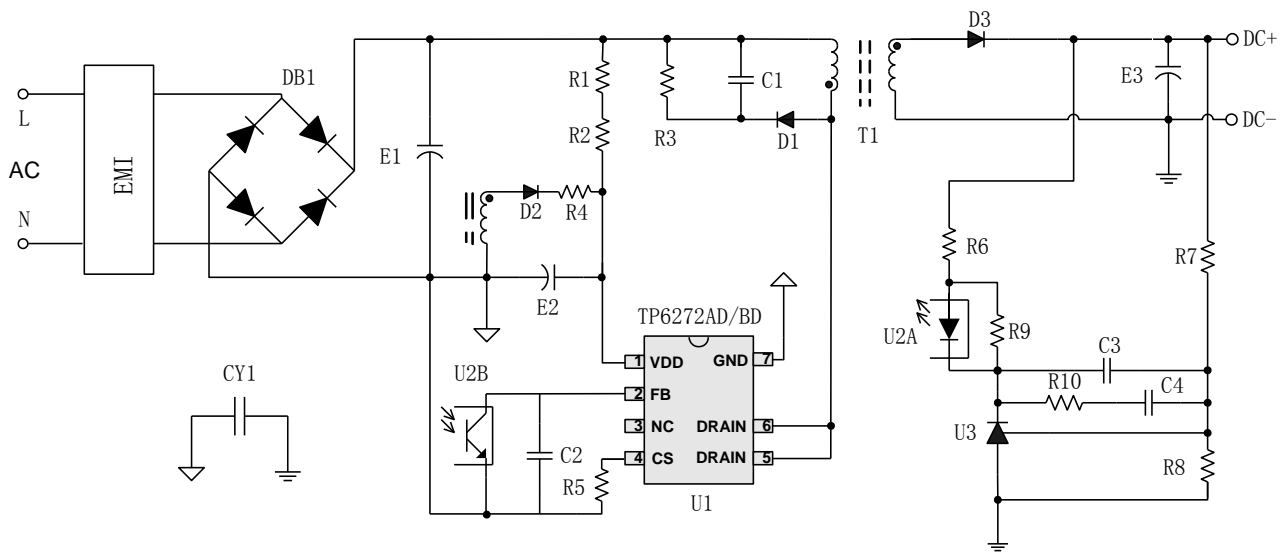 D3
DC+
E3
DB1
R1
C1
L
R3
D1
T1
DC-
R2
E1
AC
EMI
D2
R4
N
R6
R7
E2
TP6272AD/BD
U2A
R9
1 VDD
GND 7
C3
CY1
U2B
2 FB
R10
C4
3 NC
DRAIN 6
U3
C2
4 CS
DRAIN 5
R8
R5
U1